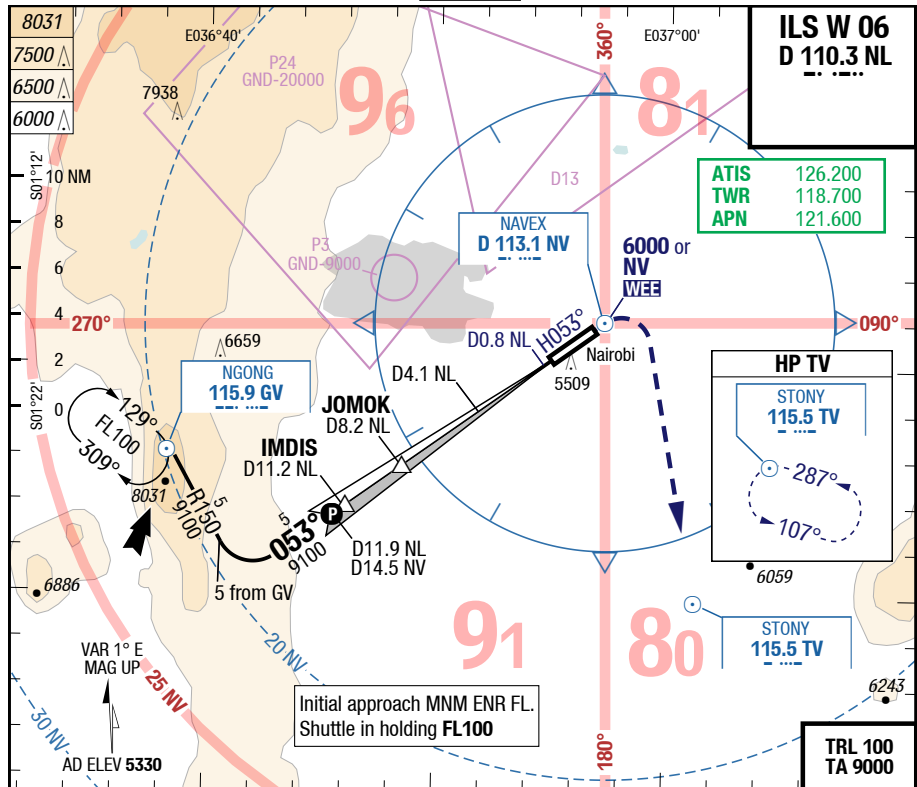 8031
7500
6500
6000
E036°40'
P24
GND-20000
7938
96
360°
E037°00'
81
ILS W 06
D 110.3 NL
ATIS 126.200
TWR 118.700
APN 121.600
S01°12'
10 NM
8
6
4
2
0
S01°22'
D13
P3
GND-9000
NAVEX
D 113.1 NV
6000 or
NV
WEE
270°
090°
6659
D0.8 NL
H053°
Nairobi
5509
D4.1 NL
NGONG
115.9 GV
JOMOK
D8.2 NL
IMDIS
D11.2 NL
129°
FL100
309°
8031
R150
5
9100
5
053°
9100
P
D11.9 NL
D14.5 NV
5 from GV
HP TV
STONY
115.5 TV
287°
107°
6886
6059
91
80
STONY
115.5 TV
VAR 1° E
MAG UP
20 NV
25 NV
30 NV
6243
Initial approach MNM ENR FL.
Shuttle in holding FL100
AD ELEV 5330
180°
TRL 100
TA 9000